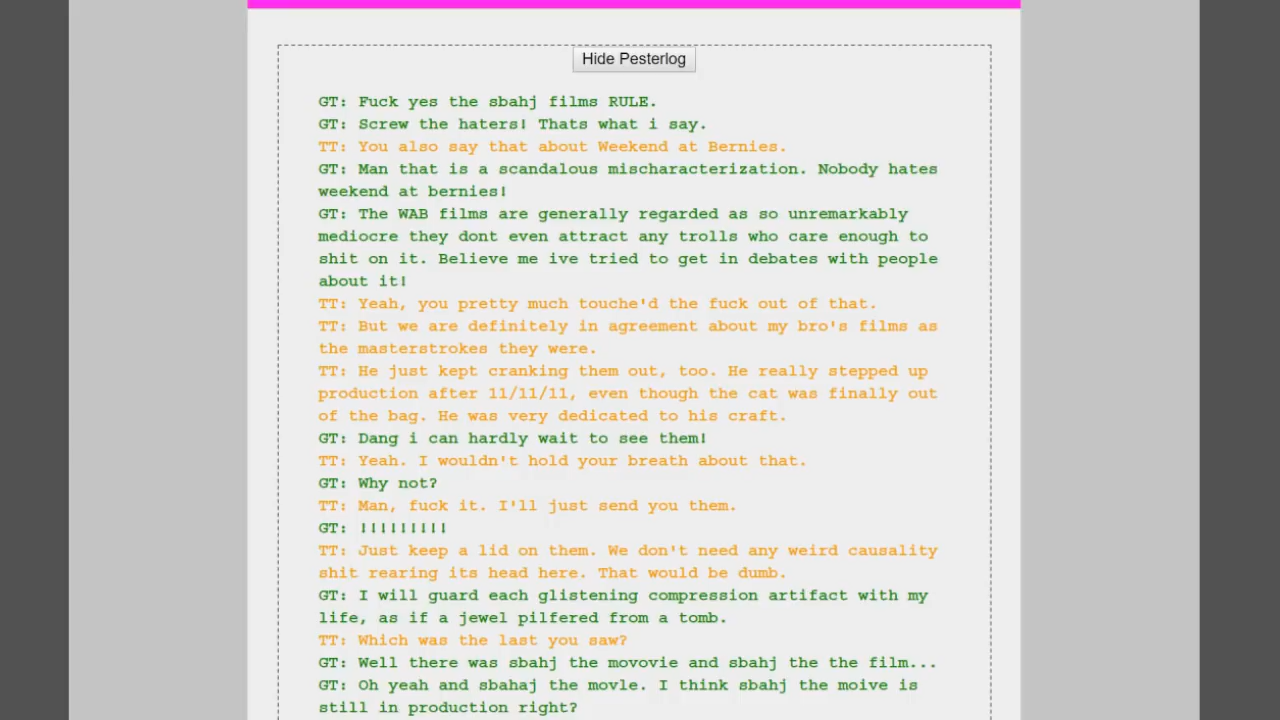 Hide Pesterlog
GT: Fuck yes the sbahj films RULE.
GT: Screw the haters! Thats what i say.
TT: You also say that about Weekend at Bernies.
GT: Man that is a scandalous mischaracterization. Nobody hates
weekend at bernies!
GT: The WAB films are generally regarded as so unremarkably
mediocre they dont even attract any trolls who care enough to
shit on it. Believe me ive tried to get in debates with people
about it!
TT: Yeah, you pretty much touche'd the fuck out of that.
TT: But we are definitely in agreement about my bro's films as
the masterstrokes they were.
TT: He just kept cranking them out, too. He really stepped up
production after 11/11/11, even though the cat was finally out
of the bag. He was very dedicated to his craft.
GT: Dang i can hardly wait to see them!
TT: Yeah. I wouldn't hold your breath about that.
GT: Why not?
TT: Man, fuck it. I'll just send you them.
GT: !!!!!!!!!
TT: Just keep a lid on them. We don't need any weird causality
shit rearing its head here. That would be dumb.
GT: I will guard each glistening compression artifact with my
life, as if a jewel pilfered from a tomb.
TT: Which was the last you saw?
GT: Well there was sbahj the movovie and sbahj the the film...
GT: Oh yeah and sbahaj the movle. I think sbahj the moive is
still in production right?